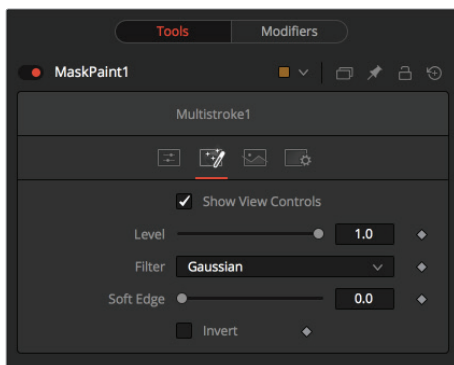 Tools Modifiers
MaskPaint1
Multistroke1
Show View Controls
Level 1.0
Filter Gaussian
Soft Edge 0.0
Invert